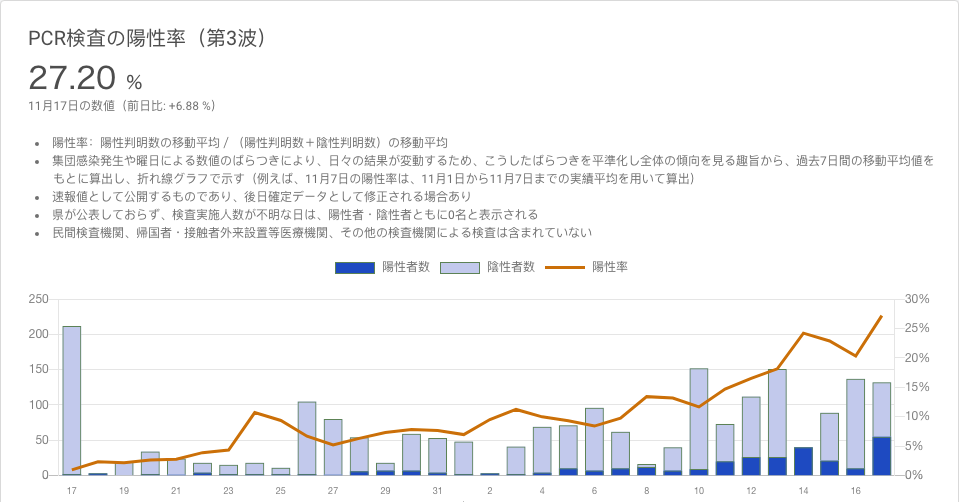 PCR検査の陽性率（第3波）
27.20 %
11月17日の数値（前日比: +6.88 %）
• 陽性率: 陽性判明数の移動平均 / （陽性判明数＋陰性判明数）の移動平均
• 集団感染発生や曜日による数値のばらつきにより、日々の結果が変動するため、こうしたばらつきを平準化し全体の傾向を見る趣旨から、過去7日間の移動平均値を
もとに算出し、折れ線グラフで示す（例えば、11月7日の陽性率は、11月1日から11月7日までの実績平均を用いて算出）
• 速報値として公開するものであり、後日確定データとして修正される場合あり
• 県が公表しておらず、検査実施人数が不明な日は、陽性者・陰性者ともに0名と表示される
• 民間検査機関、帰国者・接触者外来設置等医療機関、その他の検査機関による検査は含まれていない
陽性者数 陰性者数 陽性率
250 30%
25%
200
20%
150
15%
100
10%
50
5%
0 0%
17 19 21 23 25 27 29 31 2 4 6 8 10 12 14 16